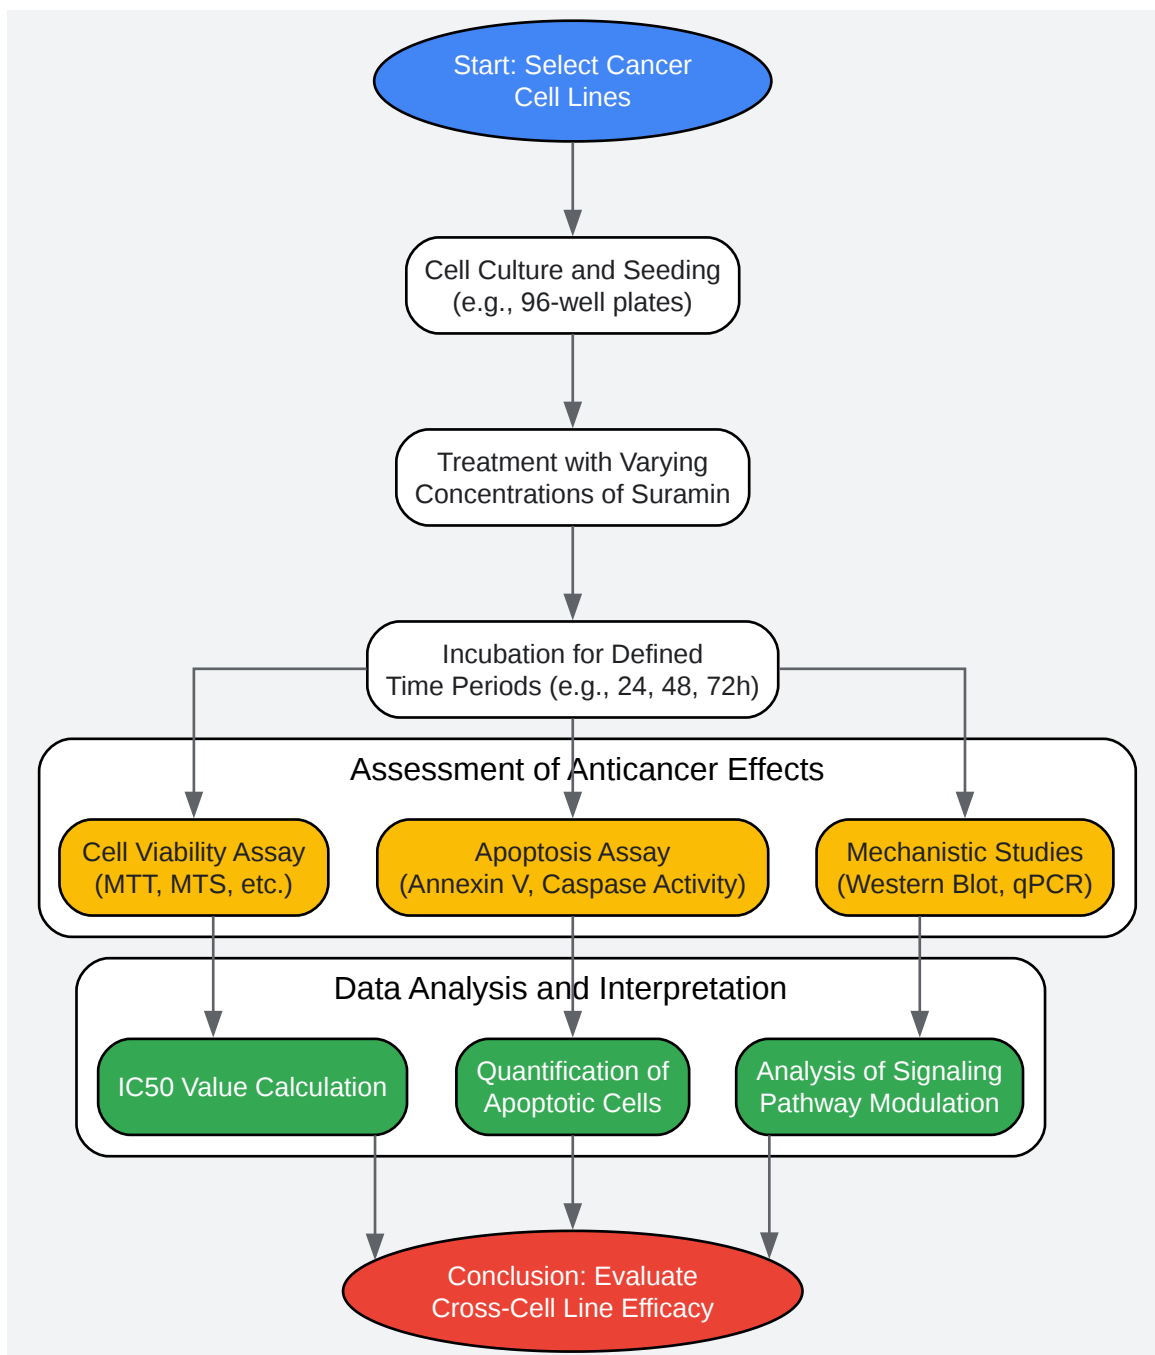 Start: Select Cancer
Cell Lines
Cell Culture and Seeding
(e.g., 96-well plates)
Treatment with Varying
Concentrations of Suramin
Incubation for Defined
Time Periods (e.g., 24, 48, 72h)
Assessment of Anticancer Effects
Cell Viability Assay
(MTT, MTS, etc.)
Apoptosis Assay
(Annexin V, Caspase Activity)
Mechanistic Studies
(Western Blot, qPCR)
Data Analysis and Interpretation
IC50 Value Calculation
Quantification of
Apoptotic Cells
Analysis of Signaling
Pathway Modulation
Conclusion: Evaluate
Cross-Cell Line Efficacy